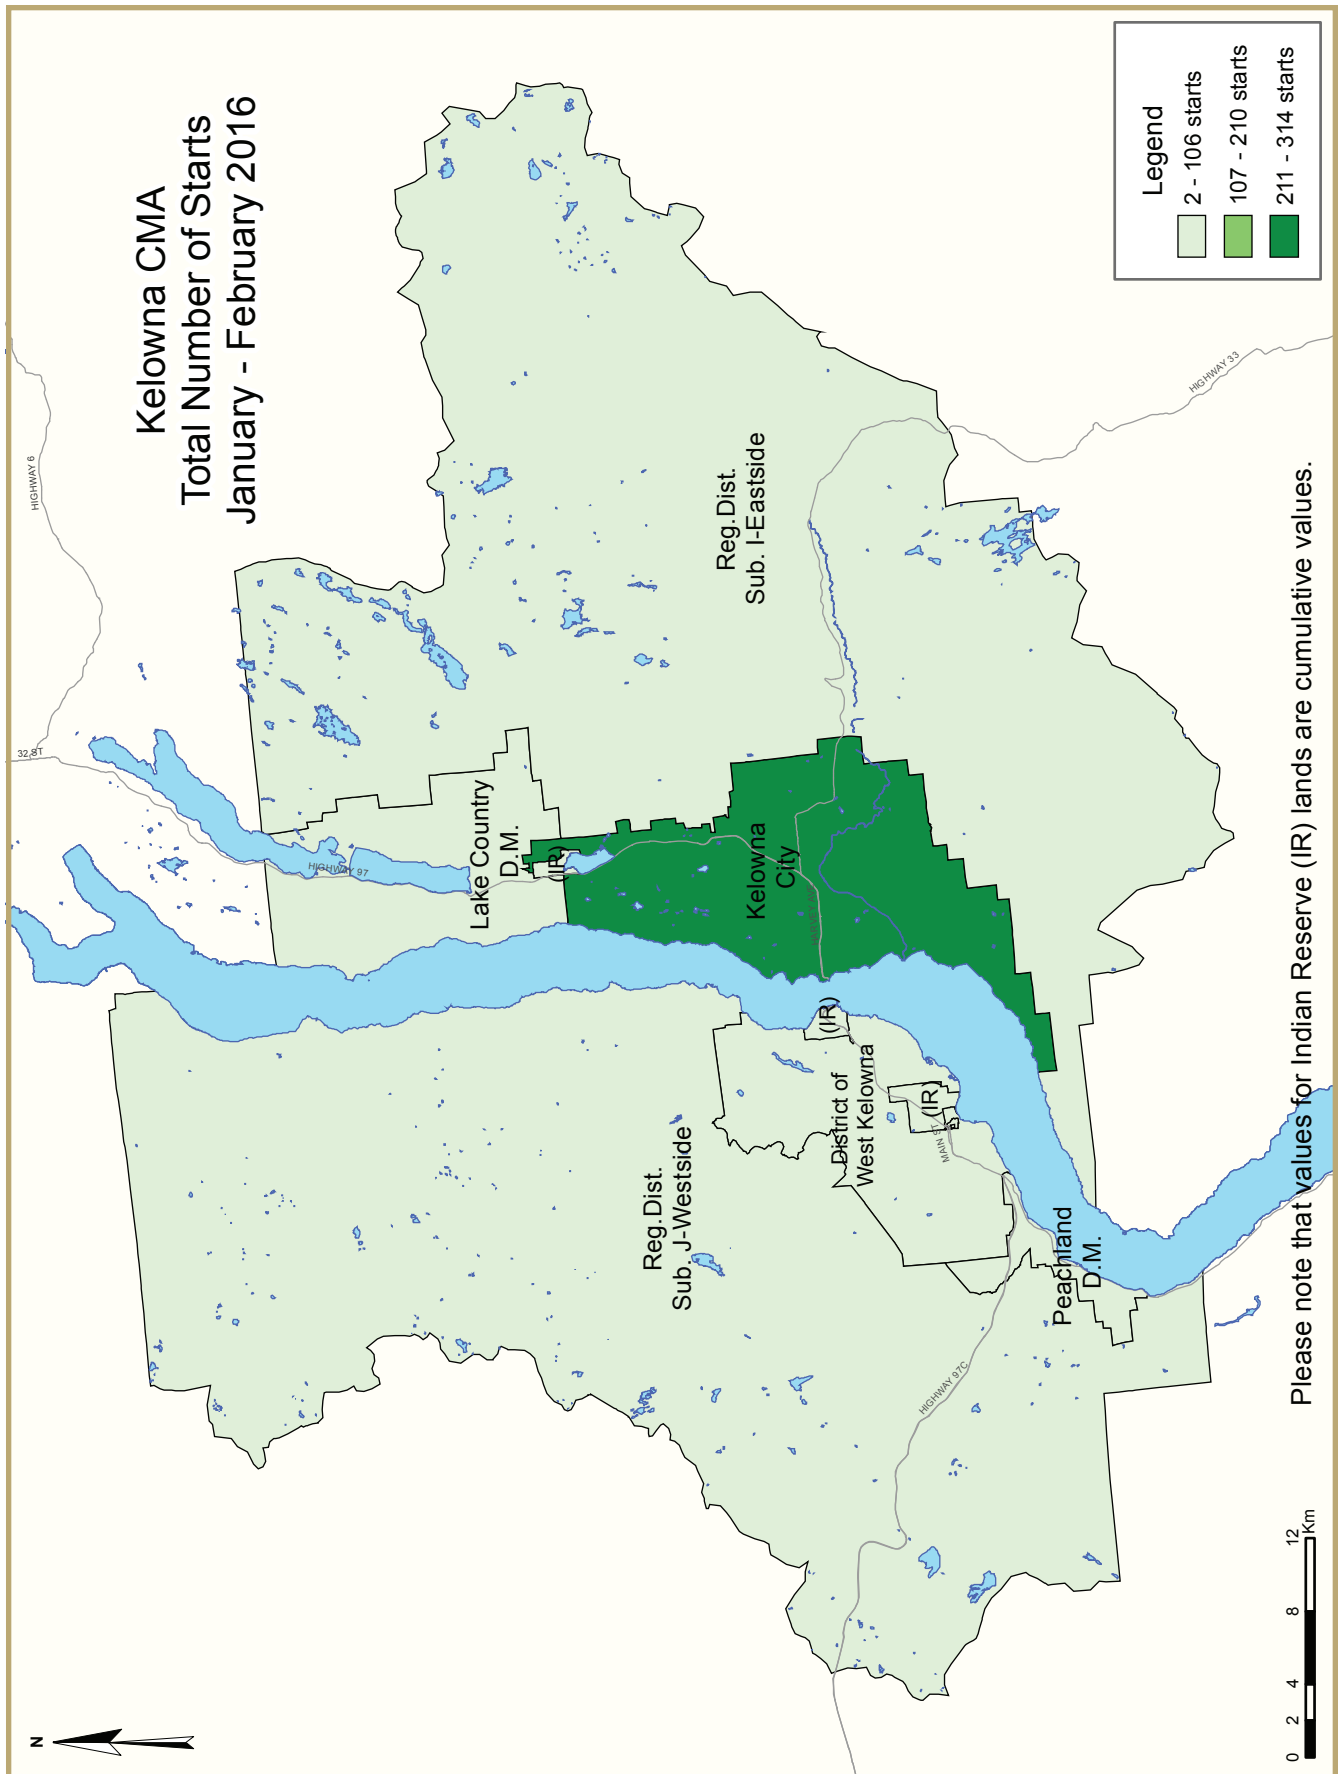 Kelowna CMA
Total Number of Starts
January - February 2016
Legend
2 - 106 starts
107 - 210 starts
211 - 314 starts
N
HIGHWAY 6
32 ST
HIGHWAY 97
Lake Country
D.M.
(IR)
Reg.Dist.
Sub. I-Eastside
HIGHWAY 33
Kelowna
City
(IR)
District of
West Kelowna
(IR)
MAIN ST
Reg.Dist.
Sub. J-Westside
Peachland
D.M.
HIGHWAY 97C
0 2 4 8 12
Km
Please note that values for Indian Reserve (IR) lands are cumulative values.